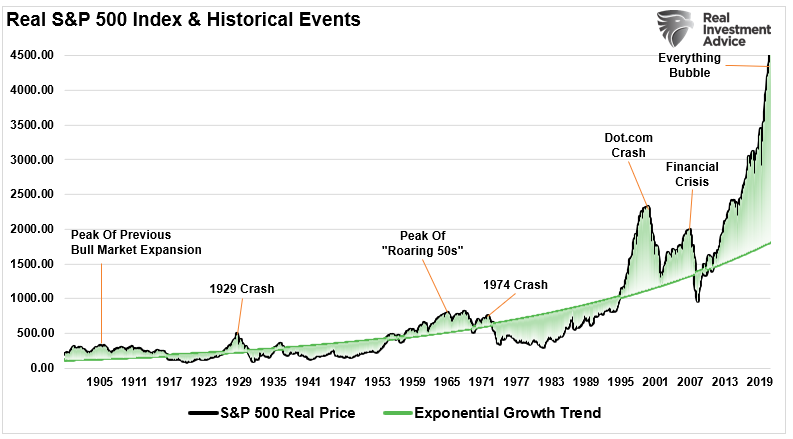 Real S&P 500 Index & Historical Events
Real
Investment
Advice
4500.00
4000.00
3500.00
3000.00
2500.00
2000.00
1500.00
1000.00
500.00
0.00
Everything
Bubble
Dot.com
Crash
Financial
Crisis
Peak Of Previous
Bull Market Expansion
Peak Of
"Roaring 50s"
1929 Crash
1974 Crash
1905 1911 1917 1923 1929 1935 1941 1947 1953 1959 1965 1971 1977 1983 1989 1995 2001 2007 2013 2019
S&P 500 Real Price
Exponential Growth Trend